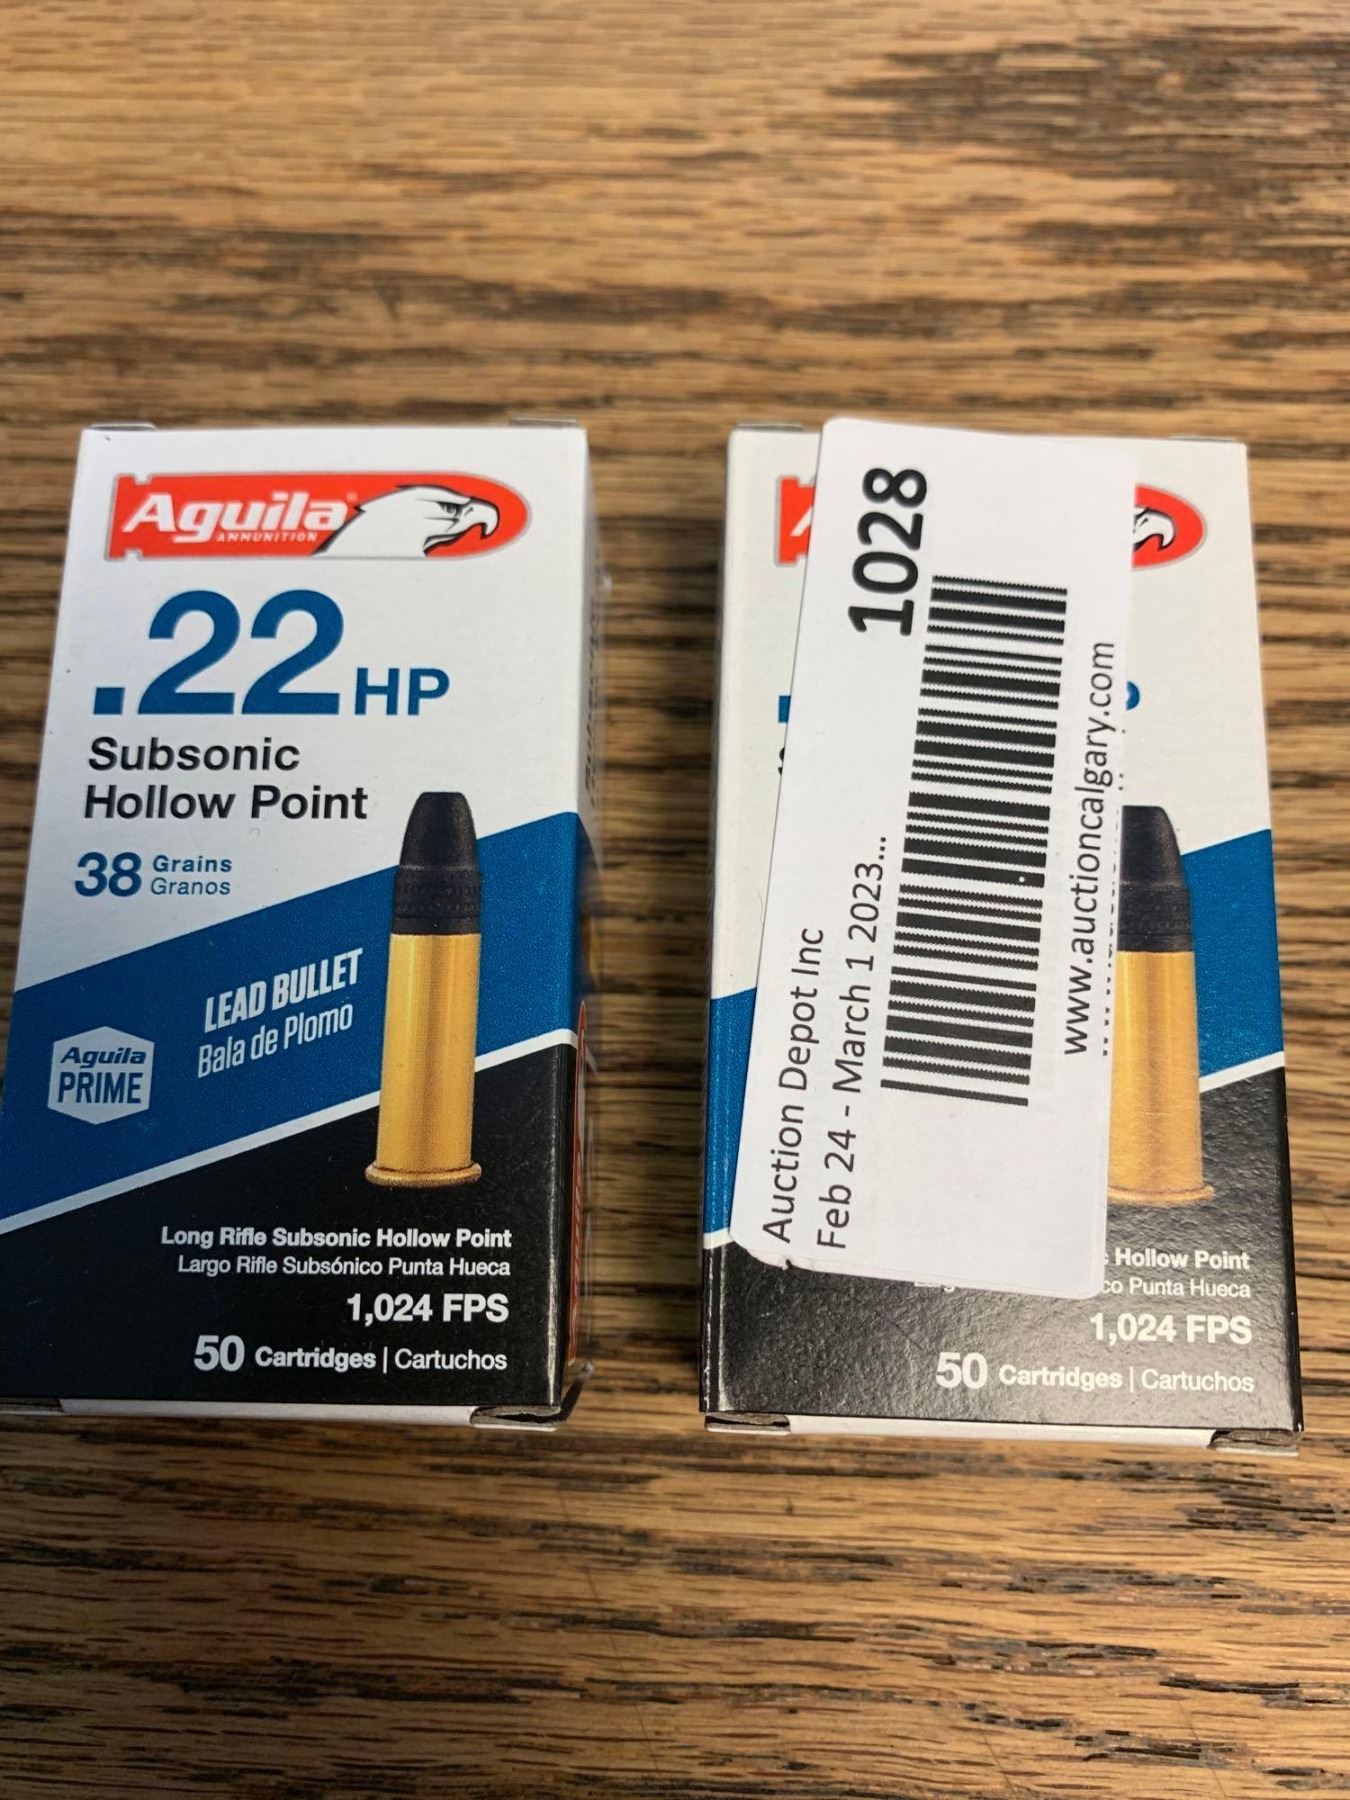 Aguila
AMMUNITION
.22 HP
Subsonic
Hollow Point
38 Grains
Granos
LEAD BULLET
Bala de Plomo
Aguila
PRIME
Long Rifle Subsonic Hollow Point
Largo Rifle Subsónico Punta Hueca
1,024 FPS
50 Cartridges | Cartuchos
1028
www.auctioncalgary.com
Auction Depot Inc
Feb 24 - March 1 2023...
Hollow Point
Punta Hueca
1,024 FPS
50 Cartridges | Cartuchos